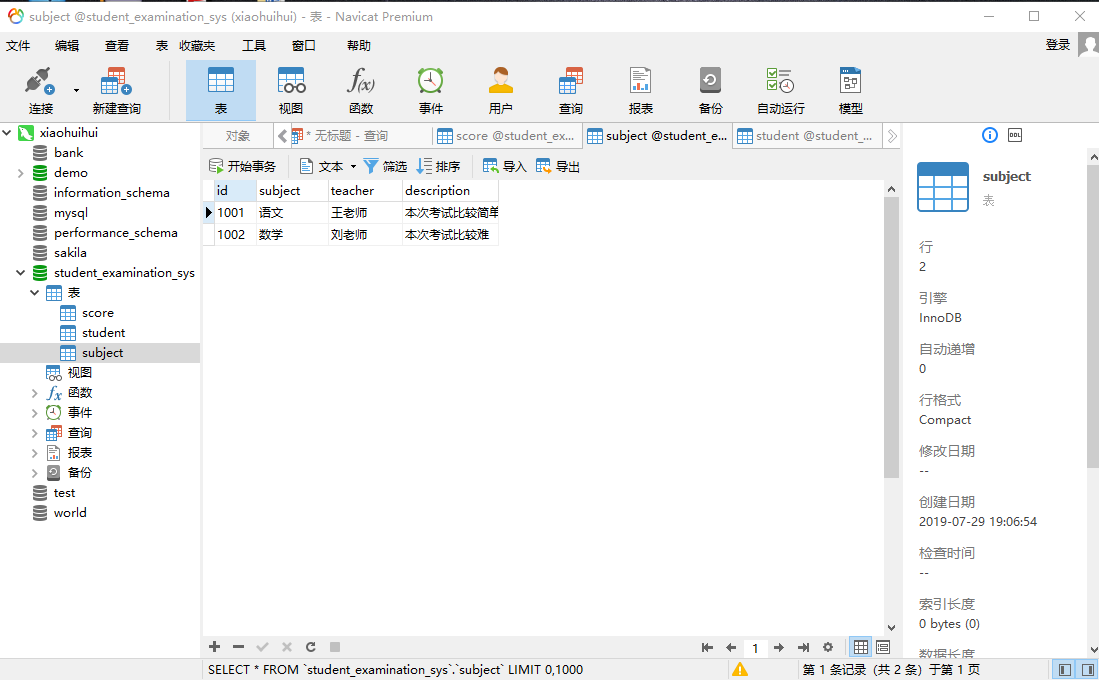 subject @student_examination_sys (xiaohuihui) - 表 - Navicat Premium
文件 编辑 查看 表 收藏夹 工具 窗口 帮助 登录
连接 新建查询 表 视图 函数 事件 用户 查询 报表 备份 自动运行 模型
xiaohuihui
bank
demo
information_schema
mysql
performance_schema
sakila
student_examination_sys
表
score
student
subject
视图
函数
事件
查询
报表
备份
test
world
对象 * 无标题 - 查询 score @student_ex... subject @student_e... student @student_...
开始事务 文本 筛选 排序 导入 导出
id subject teacher description
1001 语文 王老师 本次考试比较简单
1002 数学 刘老师 本次考试比较难
1
SELECT * FROM `student_examination_sys`.`subject` LIMIT 0,1000
第 1 条记录（共 2 条）于第 1 页
DDL
subject
表
行
2
引擎
InnoDB
自动递增
0
行格式
Compact
修改日期
--
创建日期
2019-07-29 19:06:54
检查时间
--
索引长度
0 bytes (0)
数据长度